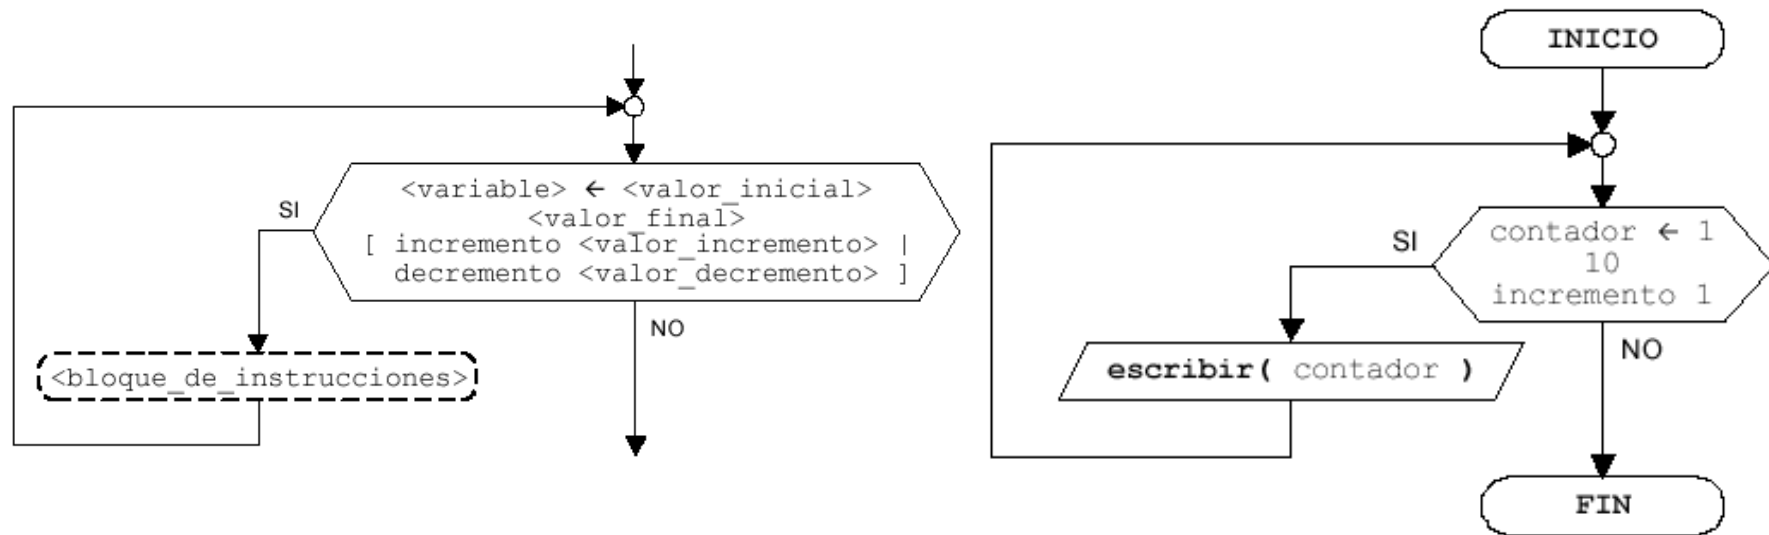 <variable> ← <valor_inicial>
<valor_final>
[ incremento <valor_incremento> |
decremento <valor_decremento> ]
SI
NO
<bloque_de_instrucciones>
INICIO
contador ← 1
10
incremento 1
SI
NO
escribir( contador )
FIN